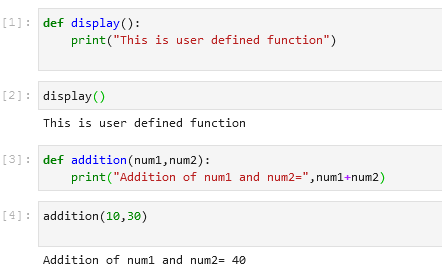 [1]: def display():
print("This is user defined function")
[2]: display()
This is user defined function
[3]: def addition(num1,num2):
print("Addition of num1 and num2=",num1+num2)
[4]: addition(10,30)
Addition of num1 and num2= 40